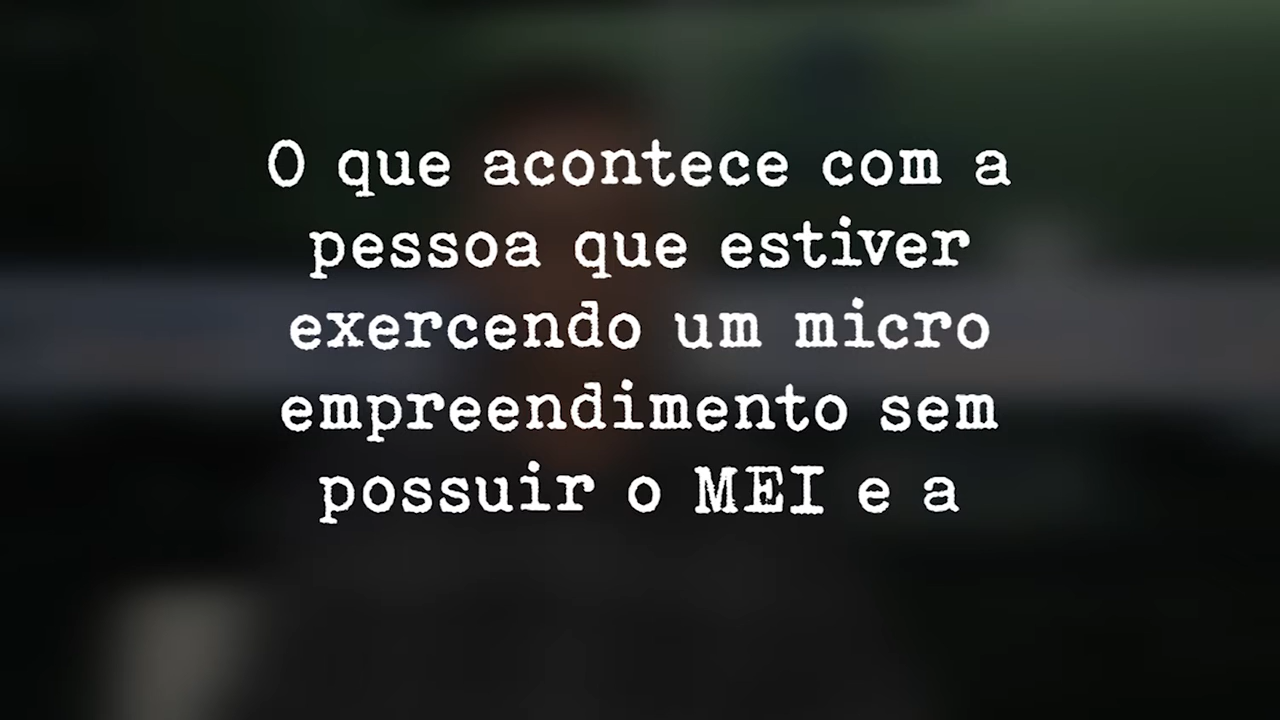 O que acontece com a
pessoa que estiver
exercendo um micro
empreendimento sem
possuir o MEI e a